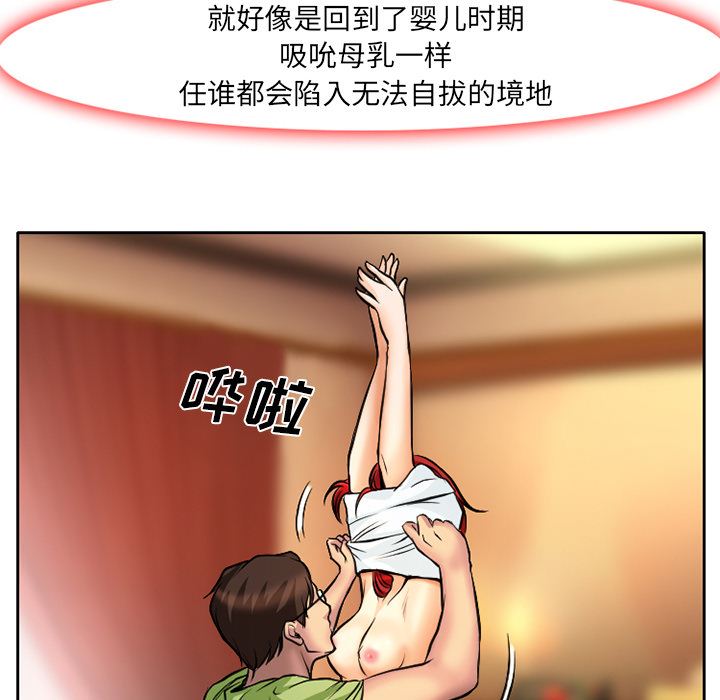 就好像是回到了婴儿时期
吸吮母乳一样
任谁都会陷入无法自拔的境地
哗啦